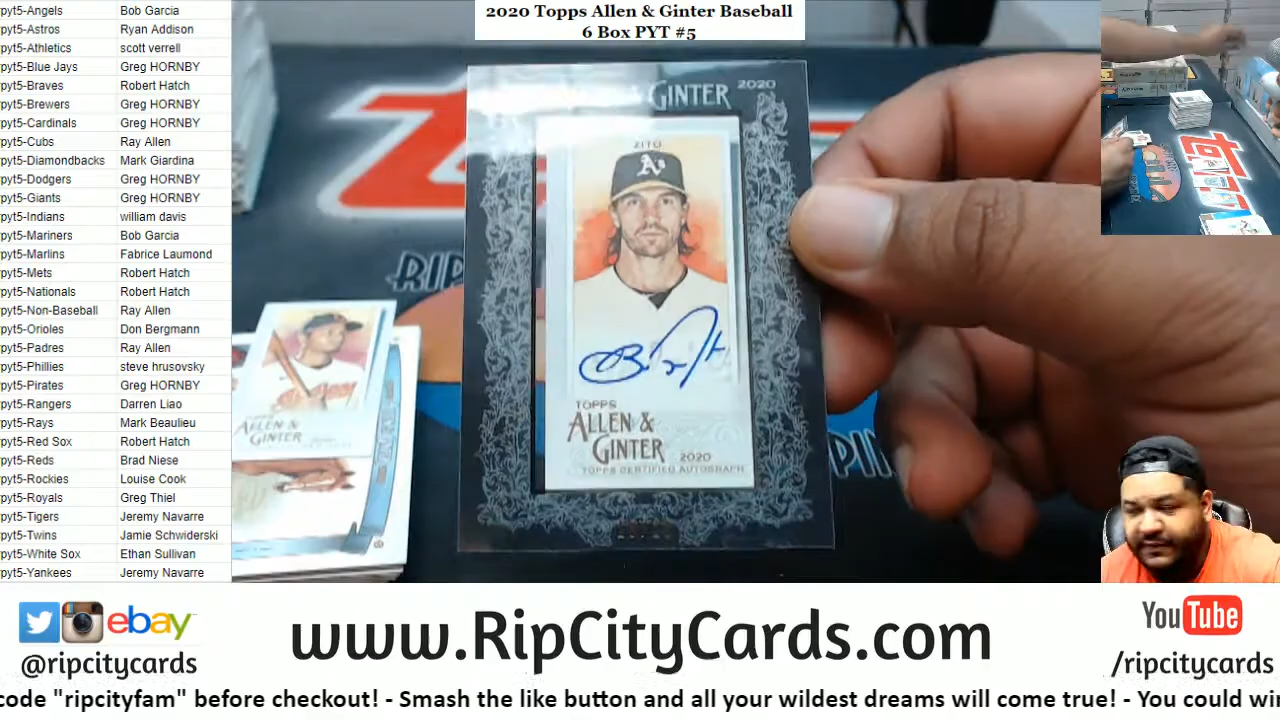 2020 Topps Allen & Ginter Baseball
6 Box PYT #5
pyt5-Angels Bob Garcia
pyt5-Astros Ryan Addison
pyt5-Athletics scott verrell
pyt5-Blue Jays Greg HORNBY
pyt5-Braves Robert Hatch
pyt5-Brewers Greg HORNBY
pyt5-Cardinals Greg HORNBY
pyt5-Cubs Ray Allen
pyt5-Diamondbacks Mark Giardina
pyt5-Dodgers Greg HORNBY
pyt5-Giants Greg HORNBY
pyt5-Indians william davis
pyt5-Mariners Bob Garcia
pyt5-Marlins Fabrice Laumond
pyt5-Mets Robert Hatch
pyt5-Nationals Robert Hatch
pyt5-Non-Baseball Ray Allen
pyt5-Orioles Don Bergmann
pyt5-Padres Ray Allen
pyt5-Phillies steve hrusovsky
pyt5-Pirates Greg HORNBY
pyt5-Rangers Darren Liao
pyt5-Rays Mark Beaulieu
pyt5-Red Sox Robert Hatch
pyt5-Reds Brad Niese
pyt5-Rockies Louise Cook
pyt5-Royals Greg Thiel
pyt5-Tigers Jeremy Navarre
pyt5-Twins Jamie Schwiderski
pyt5-White Sox Ethan Sullivan
pyt5-Yankees Jeremy Navarre
& GINTER 2020
ZITO
A's
TOPPS
ALLEN &
GINTER 2020
TOPPS CERTIFIED AUTOGRAPH
ALLEN &
GINTER
RIP
PIN
ebay
@ripcitycards
www.RipCityCards.com
YouTube
/ripcitycards
code "ripcityfam" before checkout! - Smash the like button and all your wildest dreams will come true! - You could win